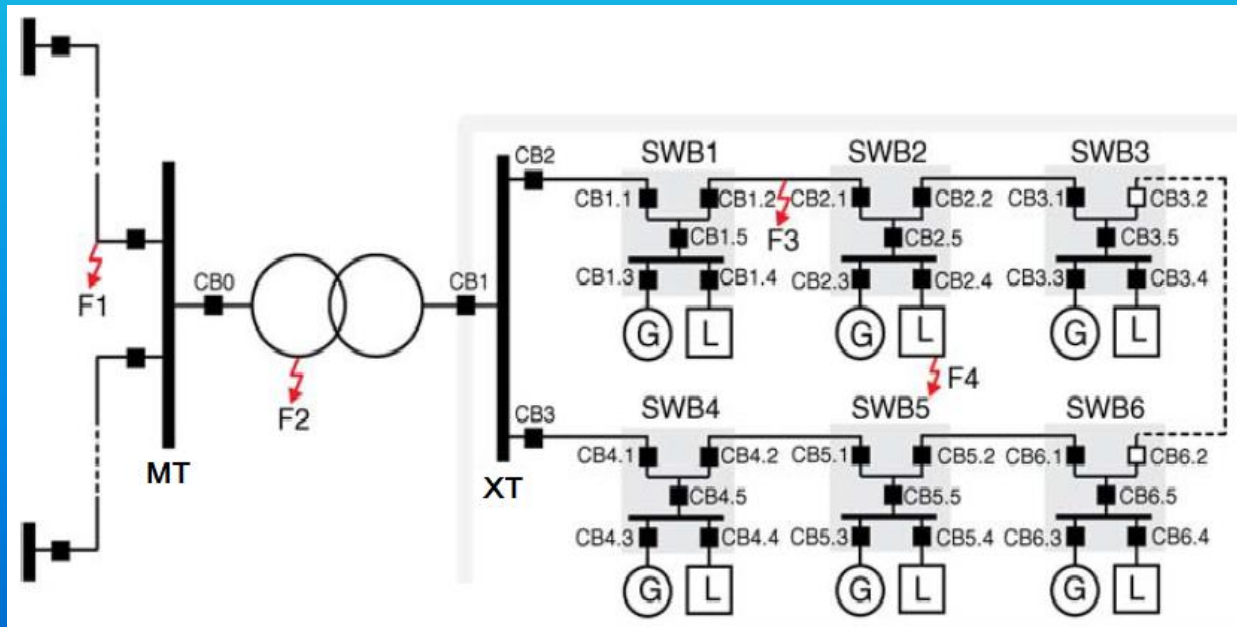 CB2
SWB1
SWB2
SWB3
CB1.1
CB1.2
CB2.1
CB2.2
CB3.1
CB3.2
F3
CB1.5
CB2.5
CB3.5
CB1.3
CB1.4
CB2.3
CB2.4
CB3.3
CB3.4
F1
CB0
CB1
G
L
G
L
G
L
F4
F2
MT
XT
CB3
SWB4
SWB5
SWB6
CB4.1
CB4.2
CB5.1
CB5.2
CB6.1
CB6.2
CB4.5
CB5.5
CB6.5
CB4.3
CB4.4
CB5.3
CB5.4
CB6.3
CB6.4
G
L
G
L
G
L